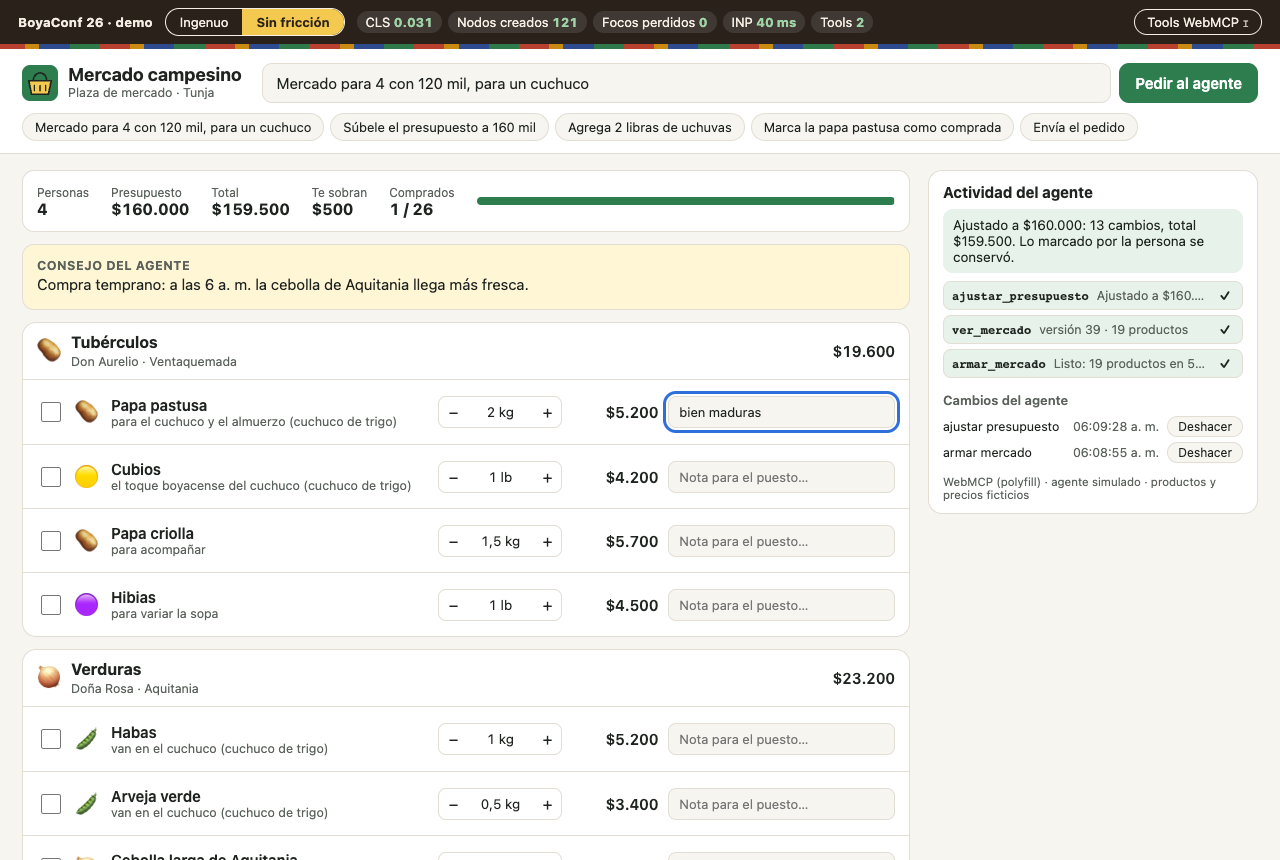 BoyaConf 26 · demo
Ingenuo
Sin fricción
CLS 0.031
Nodos creados 121
Focos perdidos 0
INP 40 ms
Tools 2
Tools WebMCP
Mercado campesino
Plaza de mercado · Tunja
Mercado para 4 con 120 mil, para un cuchuco
Pedir al agente
Mercado para 4 con 120 mil, para un cuchuco
Súbele el presupuesto a 160 mil
Agrega 2 libras de uchuvas
Marca la papa pastusa como comprada
Envía el pedido
Personas
4
Presupuesto
$160.000
Total
$159.500
Te sobran
$500
Comprados
1 / 26
CONSEJO DEL AGENTE
Compra temprano: a las 6 a. m. la cebolla de Aquitania llega más fresca.
Tubérculos
Don Aurelio · Ventaquemada
$19.600
Papa pastusa
para el cuchuco y el almuerzo (cuchuco de trigo)
− 2 kg +
$5.200
bien maduras
Cubios
el toque boyacense del cuchuco (cuchuco de trigo)
− 1 lb +
$4.200
Nota para el puesto...
Papa criolla
para acompañar
− 1,5 kg +
$5.700
Nota para el puesto...
Hibias
para variar la sopa
− 1 lb +
$4.500
Nota para el puesto...
Verduras
Doña Rosa · Aquitania
$23.200
Habas
van en el cuchuco (cuchuco de trigo)
− 1 kg +
$5.200
Nota para el puesto...
Arveja verde
van en el cuchuco (cuchuco de trigo)
− 0,5 kg +
$3.400
Nota para el puesto...
Cebolla larga de Aquitania
Actividad del agente
Ajustado a $160.000: 13 cambios, total
$159.500. Lo marcado por la persona se
conservó.
ajustar_presupuesto Ajustado a $160.... ✓
ver_mercado versión 39 · 19 productos ✓
armar_mercado Listo: 19 productos en 5... ✓
Cambios del agente
ajustar presupuesto 06:09:28 a. m. Deshacer
armar mercado 06:08:55 a. m. Deshacer
WebMCP (polyfill) · agente simulado · productos y
precios ficticios